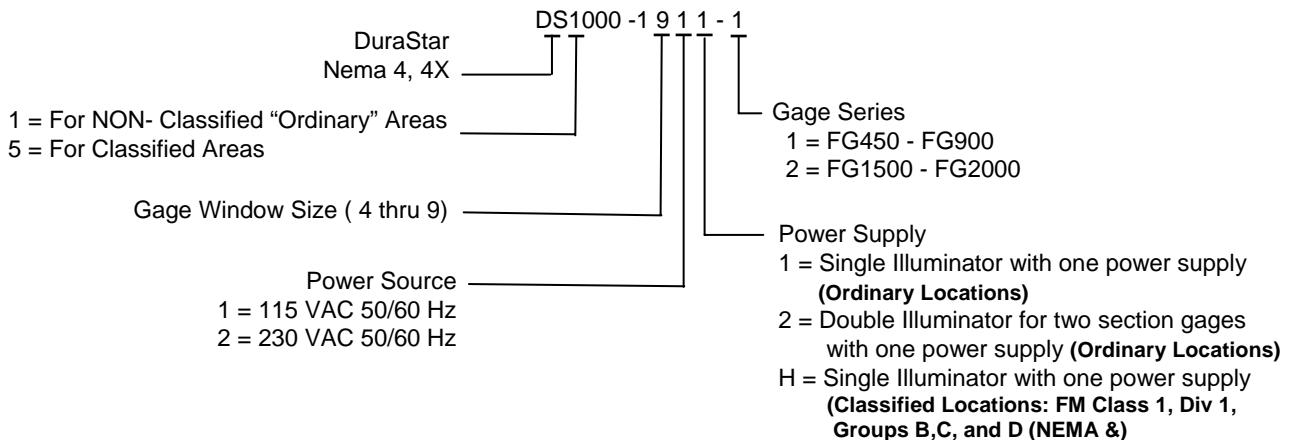 DS1000 -1 9 1 1 - 1
DuraStar
Nema 4, 4X
1 = For NON- Classified “Ordinary” Areas
5 = For Classified Areas
Gage Window Size ( 4 thru 9)
Power Source
1 = 115 VAC 50/60 Hz
2 = 230 VAC 50/60 Hz
Gage Series
1 = FG450 - FG900
2 = FG1500 - FG2000
Power Supply
1 = Single Illuminator with one power supply
(Ordinary Locations)
2 = Double Illuminator for two section gages
with one power supply (Ordinary Locations)
H = Single Illuminator with one power supply
(Classified Locations: FM Class 1, Div 1,
Groups B,C, and D (NEMA &)